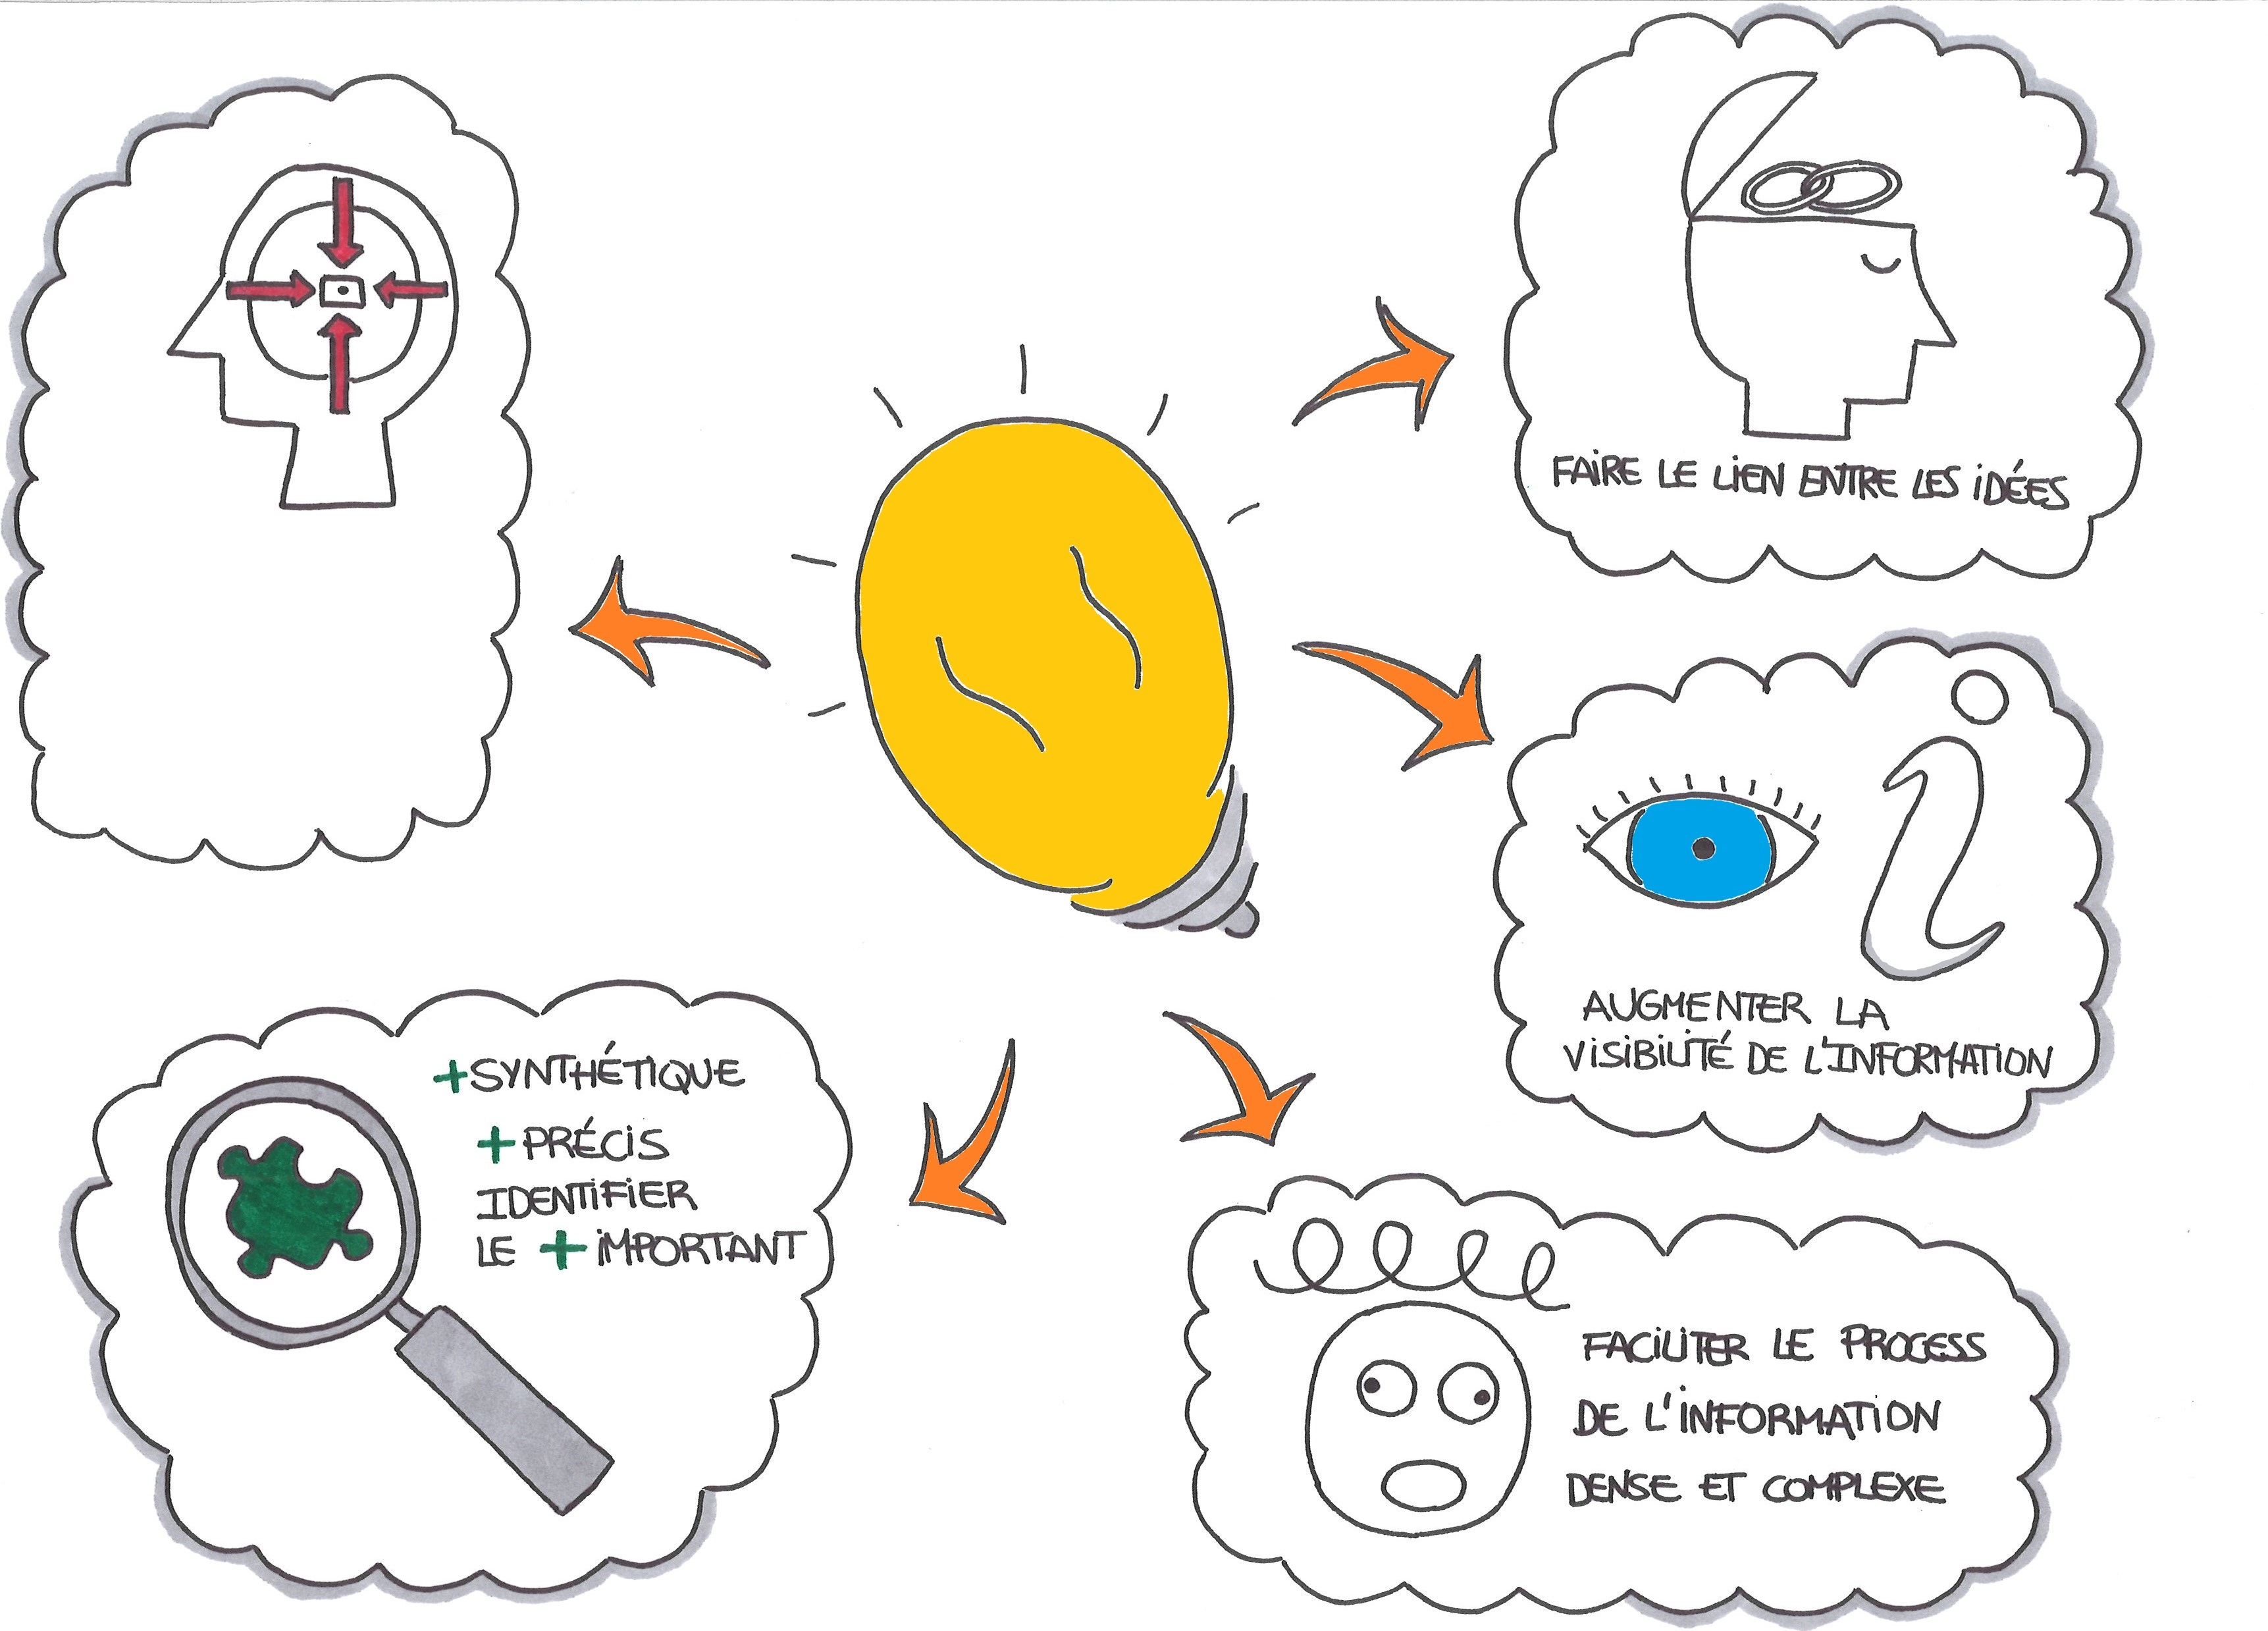 FAIRE LE LIEN ENTRE LES IDÉES
AUGMENTER LA
VISIBILITÉ DE L'INFORMATION
+SYNTHÉTIQUE
+PRÉCIS
IDENTIFIER
LE + IMPORTANT
FACILITER LE PROCESS
DE L'INFORMATION
DENSE ET COMPLEXE